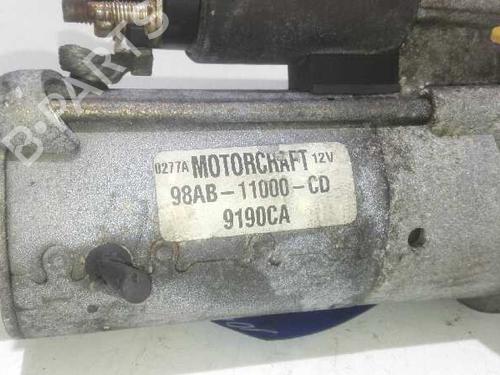 B-PARTS
0277A MOTORCRAFT 12V
98AB-11000-CD
9190CA